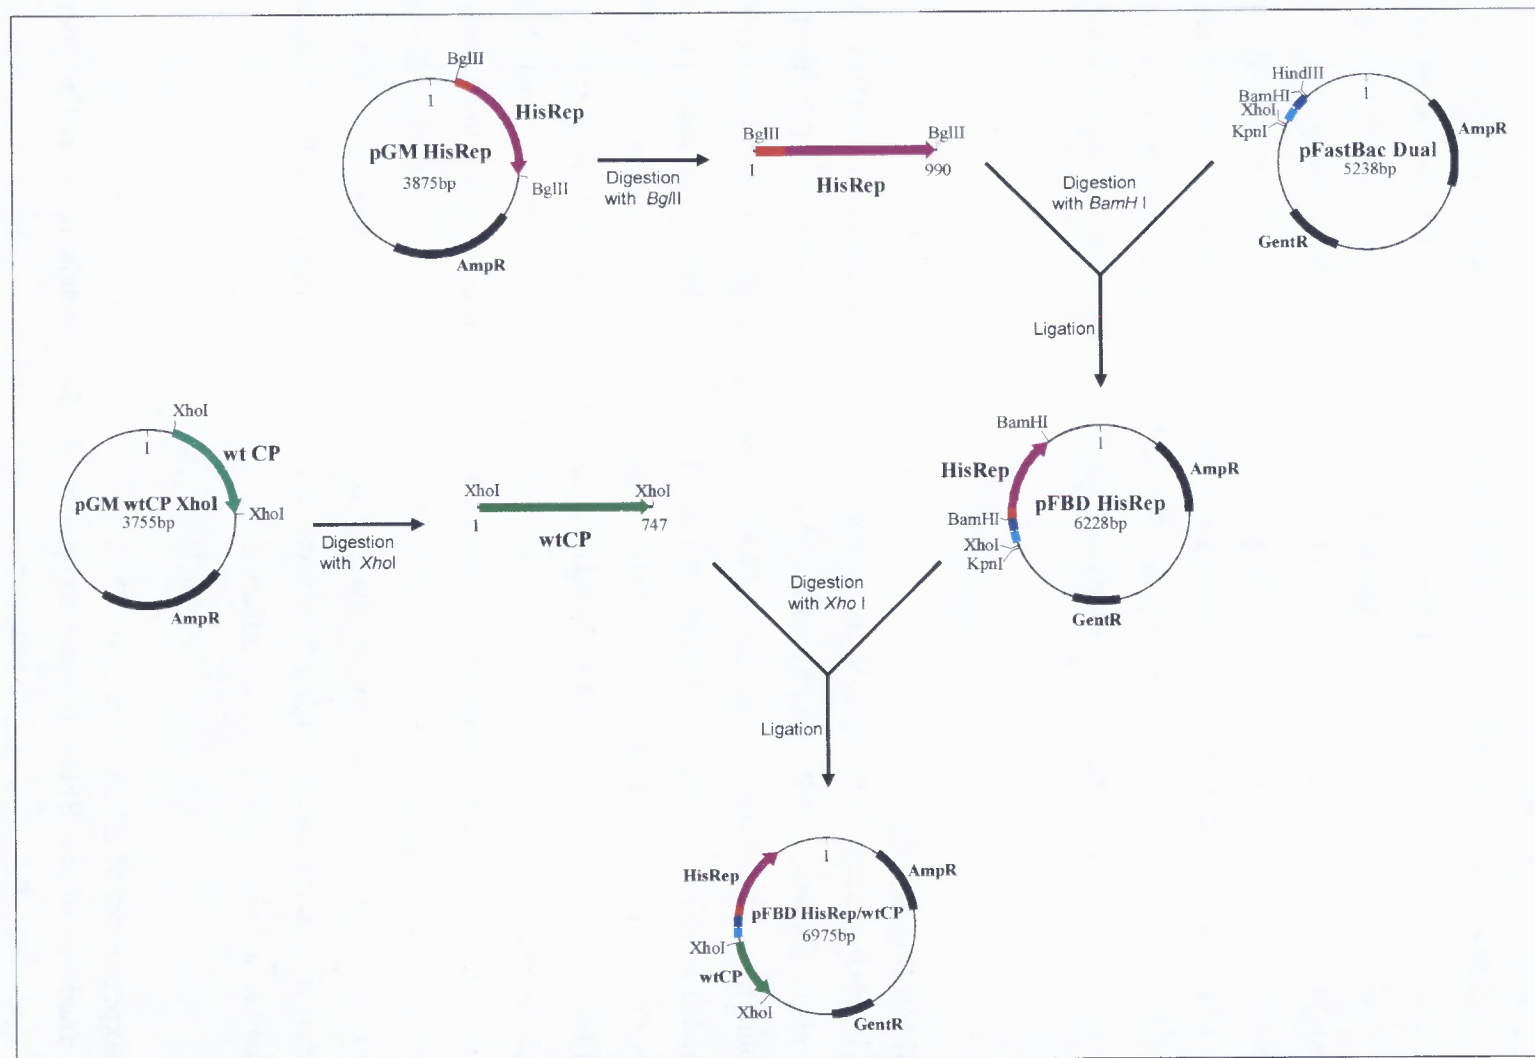 BglII
1
HisRep
pGM HisRep
3875bp
BglII
AmpR
Digestion
with BglII
BglII
BglII
1
990
HisRep
Digestion
with BamH I
HindIII
BamHI
XhoI
KpnI
1
AmpR
pFastBac Dual
5238bp
GentR
Ligation
XhoI
1
wt CP
pGM wtCP XhoI
3755bp
XhoI
AmpR
Digestion
with XhoI
XhoI
XhoI
1
747
wtCP
Digestion
with Xho I
BamHI
1
HisRep
AmpR
pFBD HisRep
6228bp
BamHI
XhoI
KpnI
GentR
Ligation
1
HisRep
AmpR
pFBD HisRep/wtCP
6975bp
XhoI
wtCP
XhoI
GentR